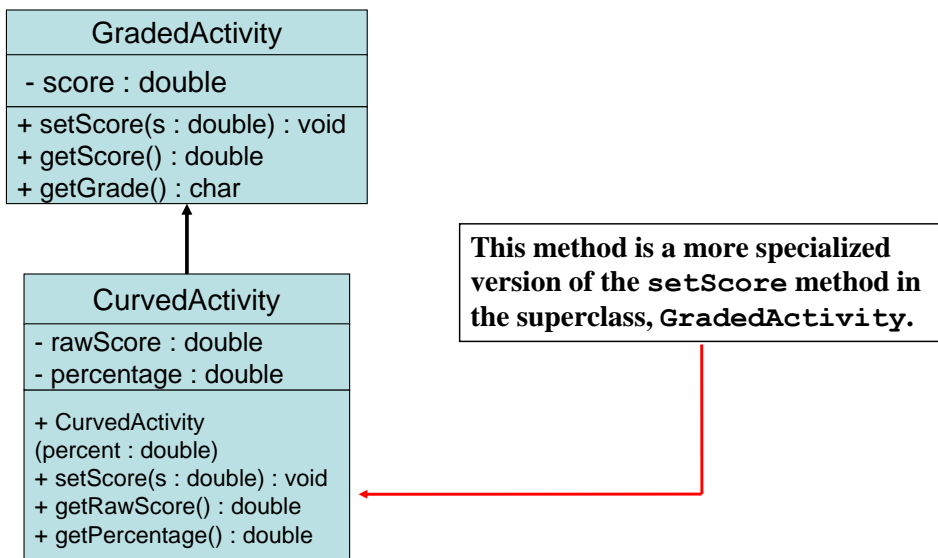 GradedActivity
- score : double
+ setScore(s : double) : void
+ getScore() : double
+ getGrade() : char
This method is a more specialized
version of the setScore method in
the superclass, GradedActivity.
CurvedActivity
- rawScore : double
- percentage : double
+ CurvedActivity
(percent : double)
+ setScore(s : double) : void
+ getRawScore() : double
+ getPercentage() : double